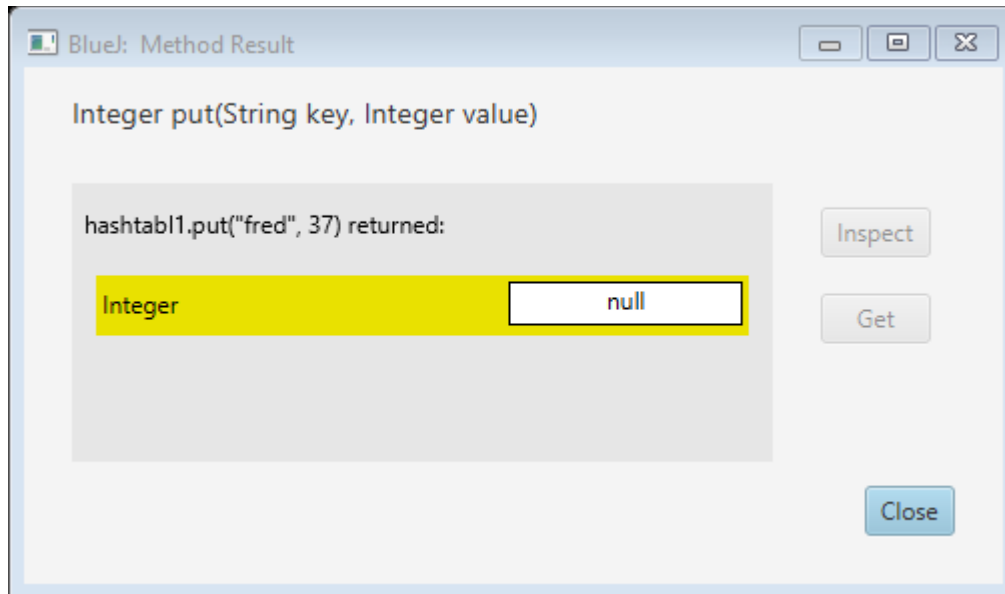 BlueJ: Method Result
Integer put(String key, Integer value)
hashtabl1.put("fred", 37) returned:
Inspect
Integer null
Get
Close